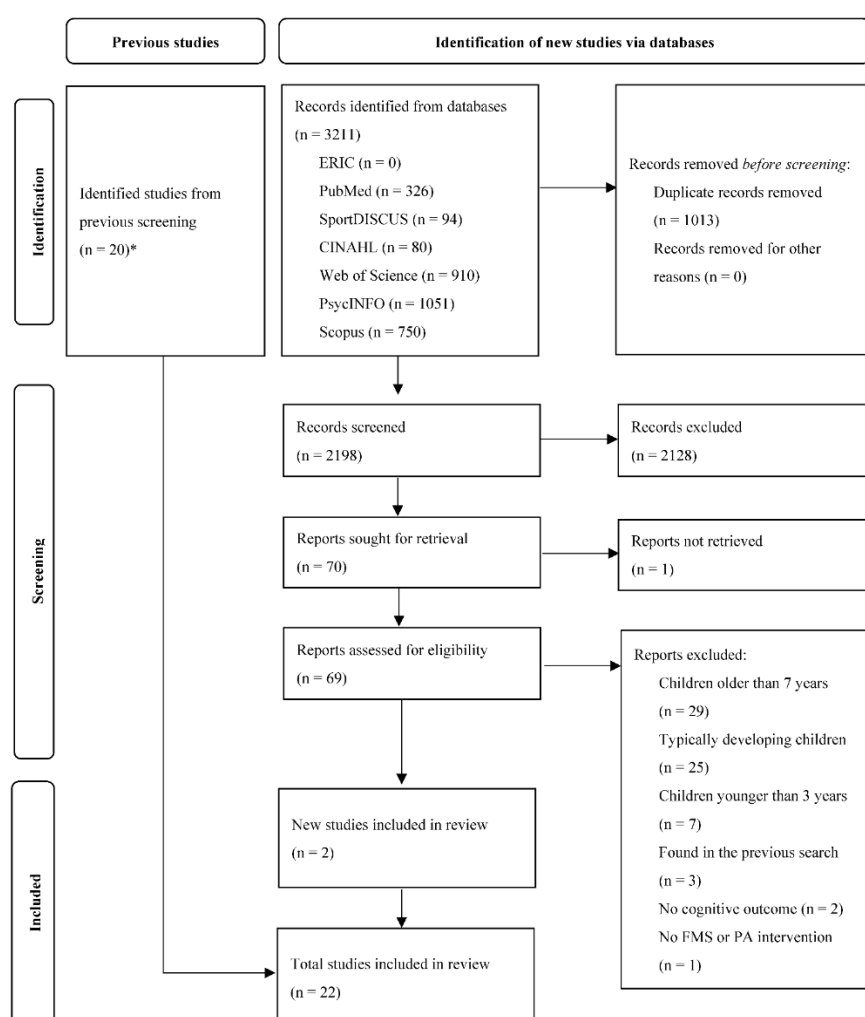 Previous studies
Identification of new studies via databases
Identification
Identified studies from
previous screening
(n = 20)*
Records identified from databases
(n = 3211)
ERIC (n = 0)
PubMed (n = 326)
SportDISCUS (n = 94)
CINAHL (n = 80)
Web of Science (n = 910)
PsycINFO (n = 1051)
Scopus (n = 750)
Records removed before screening:
Duplicate records removed
(n = 1013)
Records removed for other
reasons (n = 0)
Screening
Records screened
(n = 2198)
Records excluded
(n = 2128)
Reports sought for retrieval
(n = 70)
Reports not retrieved
(n = 1)
Reports assessed for eligibility
(n = 69)
Reports excluded:
Children older than 7 years
(n = 29)
Typically developing children
(n = 25)
Children younger than 3 years
(n = 7)
Found in the previous search
(n = 3)
No cognitive outcome (n = 2)
No FMS or PA intervention
(n = 1)
Included
New studies included in review
(n = 2)
Total studies included in review
(n = 22)